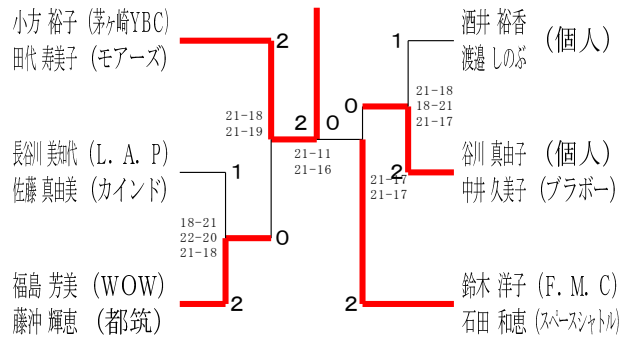 小方 裕子 (茅ヶ崎YBC)
田代 寿美子 (モアーズ)
2
21-18
21-19
長谷川 美知代 (L.A.P)
佐藤 真由美 (カインド)
1
18-21
22-20
21-18
0
福島 芳美 (WOW)
藤沖 輝恵 (都筑)
2
2
0
21-11
21-16
酒井 裕香 (個人)
渡邉 しのぶ
1
21-18
18-21
21-17
0
谷川 真由子 (個人)
中井 久美子 (ブラボー)
2
21-17
21-17
鈴木 洋子 (F.M.C)
石田 和恵 (スペースシャトル)
2